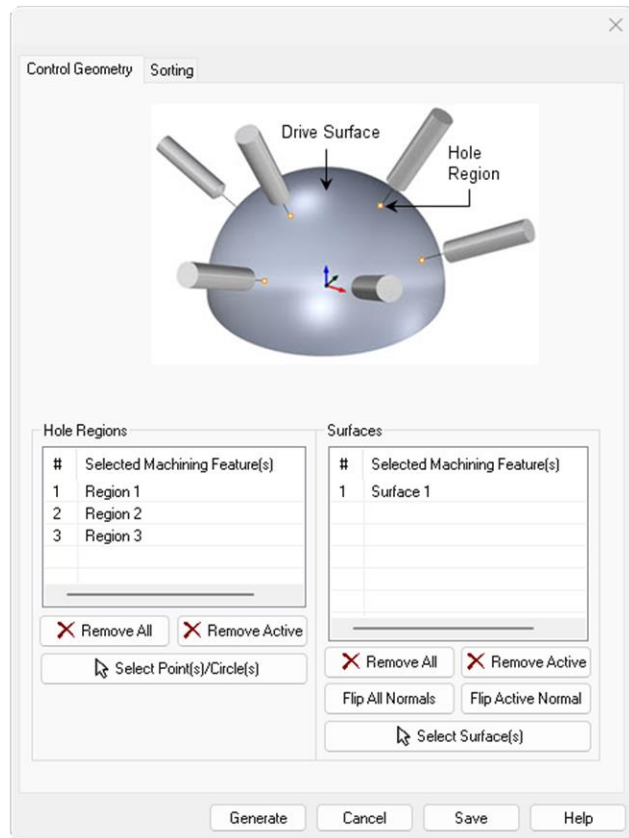 Control Geometry
Sorting
Drive Surface
Hole
Region
Hole Regions
# Selected Machining Feature(s)
1 Region 1
2 Region 2
3 Region 3
Remove All
Remove Active
Select Point(s)/Circle(s)
Surfaces
# Selected Machining Feature(s)
1 Surface 1
Remove All
Remove Active
Flip All Normals
Flip Active Normal
Select Surface(s)
Generate
Cancel
Save
Help